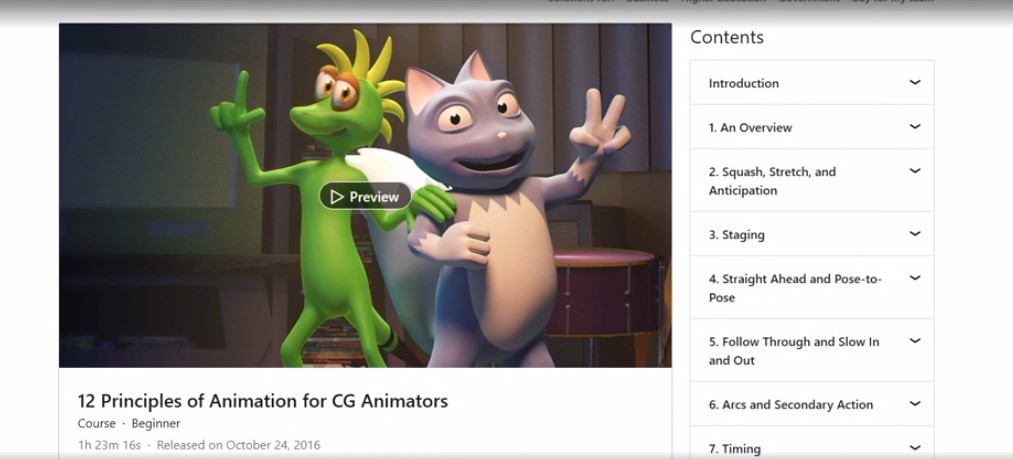 Solutions for: Business Higher Education Government Buy for my team
Contents
Introduction
1. An Overview
2. Squash, Stretch, and
Anticipation
3. Staging
4. Straight Ahead and Pose-to-
Pose
5. Follow Through and Slow In
and Out
6. Arcs and Secondary Action
7. Timing
Preview
12 Principles of Animation for CG Animators
Course · Beginner
1h 23m 16s · Released on October 24, 2016